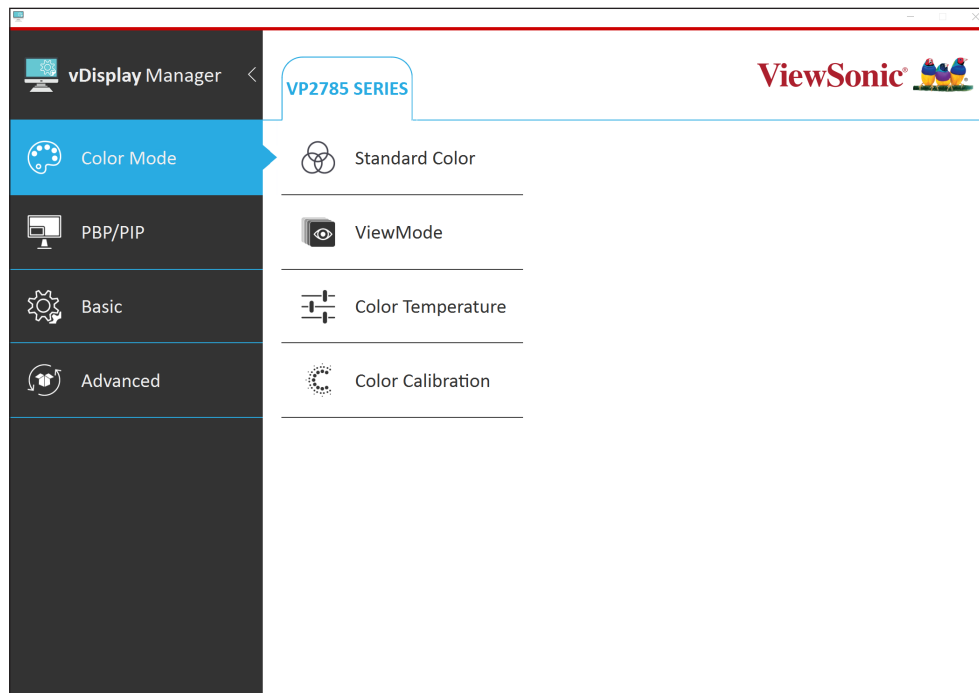 vDisplay Manager
VP2785 SERIES
ViewSonic®
Color Mode
Standard Color
PBP/PIP
ViewMode
Basic
Color Temperature
Advanced
Color Calibration